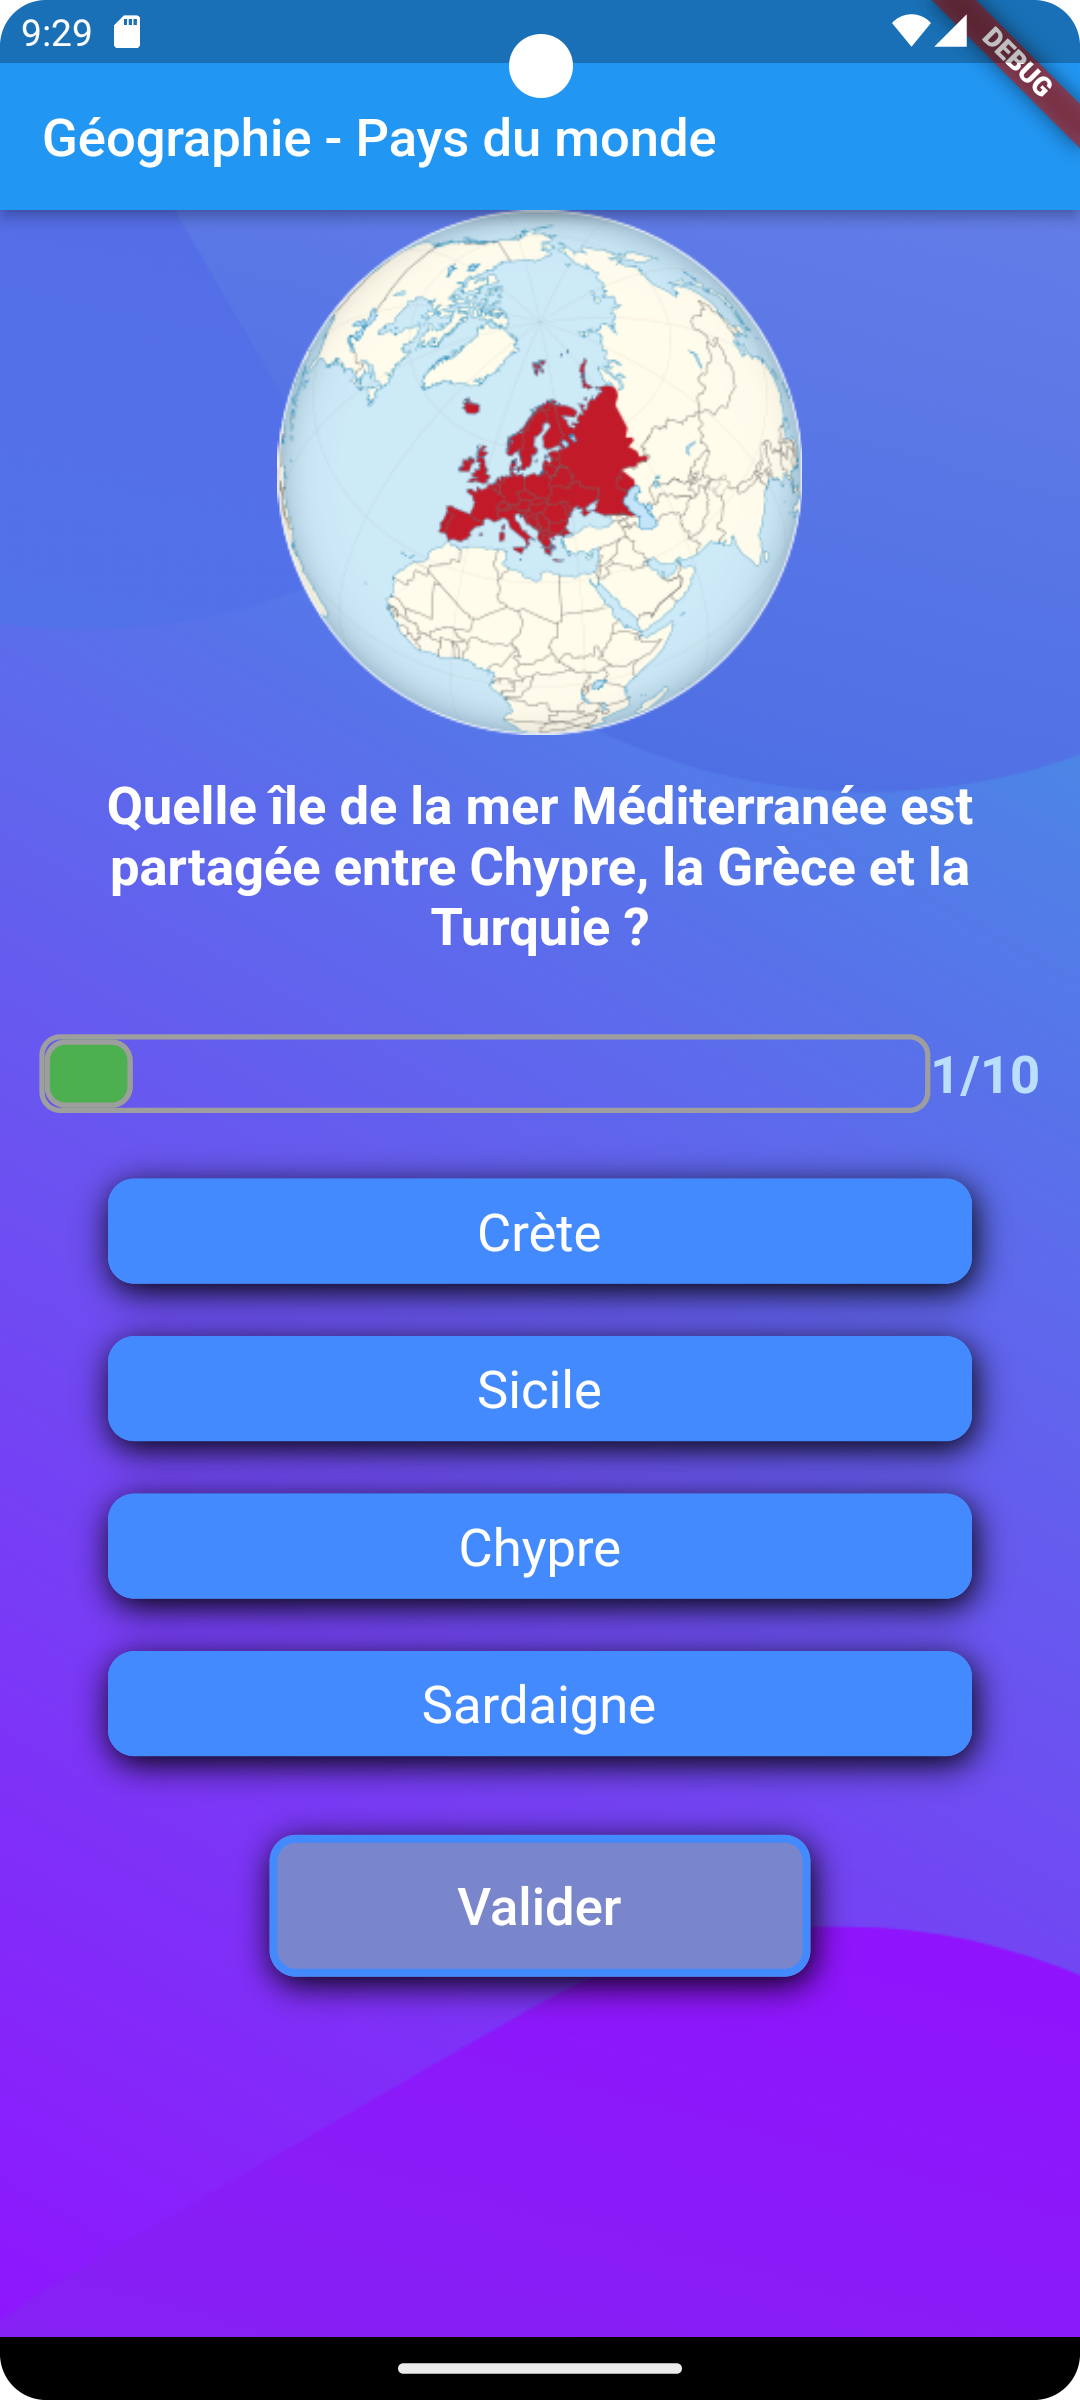 9:29
DEBUG
Géographie - Pays du monde
Quelle île de la mer Méditerranée est
partagée entre Chypre, la Grèce et la
Turquie ?
1/10
Crète
Sicile
Chypre
Sardaigne
Valider